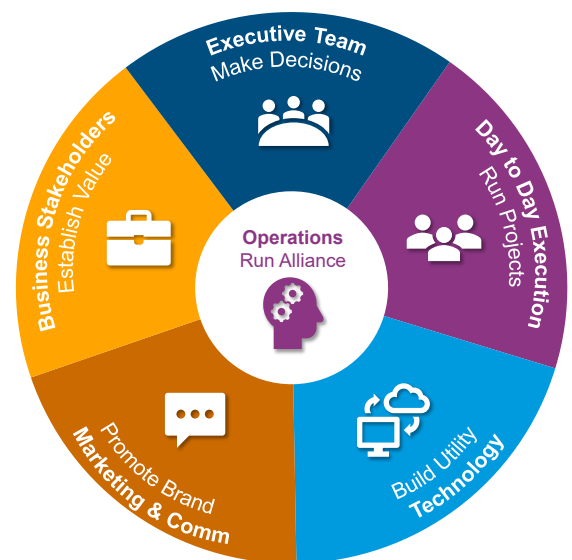 Executive Team
Make Decisions
Day to Day Execution
Run Projects
Build Utility
Technology
Promote Brand
Marketing & Comm
Business Stakeholders
Establish Value
Operations
Run Alliance